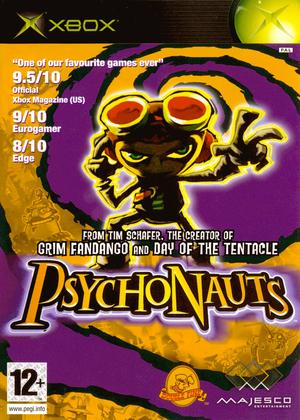 XBOX
PAL
"One of our favourite games ever"
9.5/10
Official
Xbox Magazine (US)
9/10
Eurogamer
8/10
Edge
FROM TIM SCHAFER, THE CREATOR OF
GRIM FANDANGO AND DAY OF THE TENTACLE
PSYCHONAUTS
12+
www.pegi.info
DOUBLE FINE
MAJESCO
ENTERTAINMENT